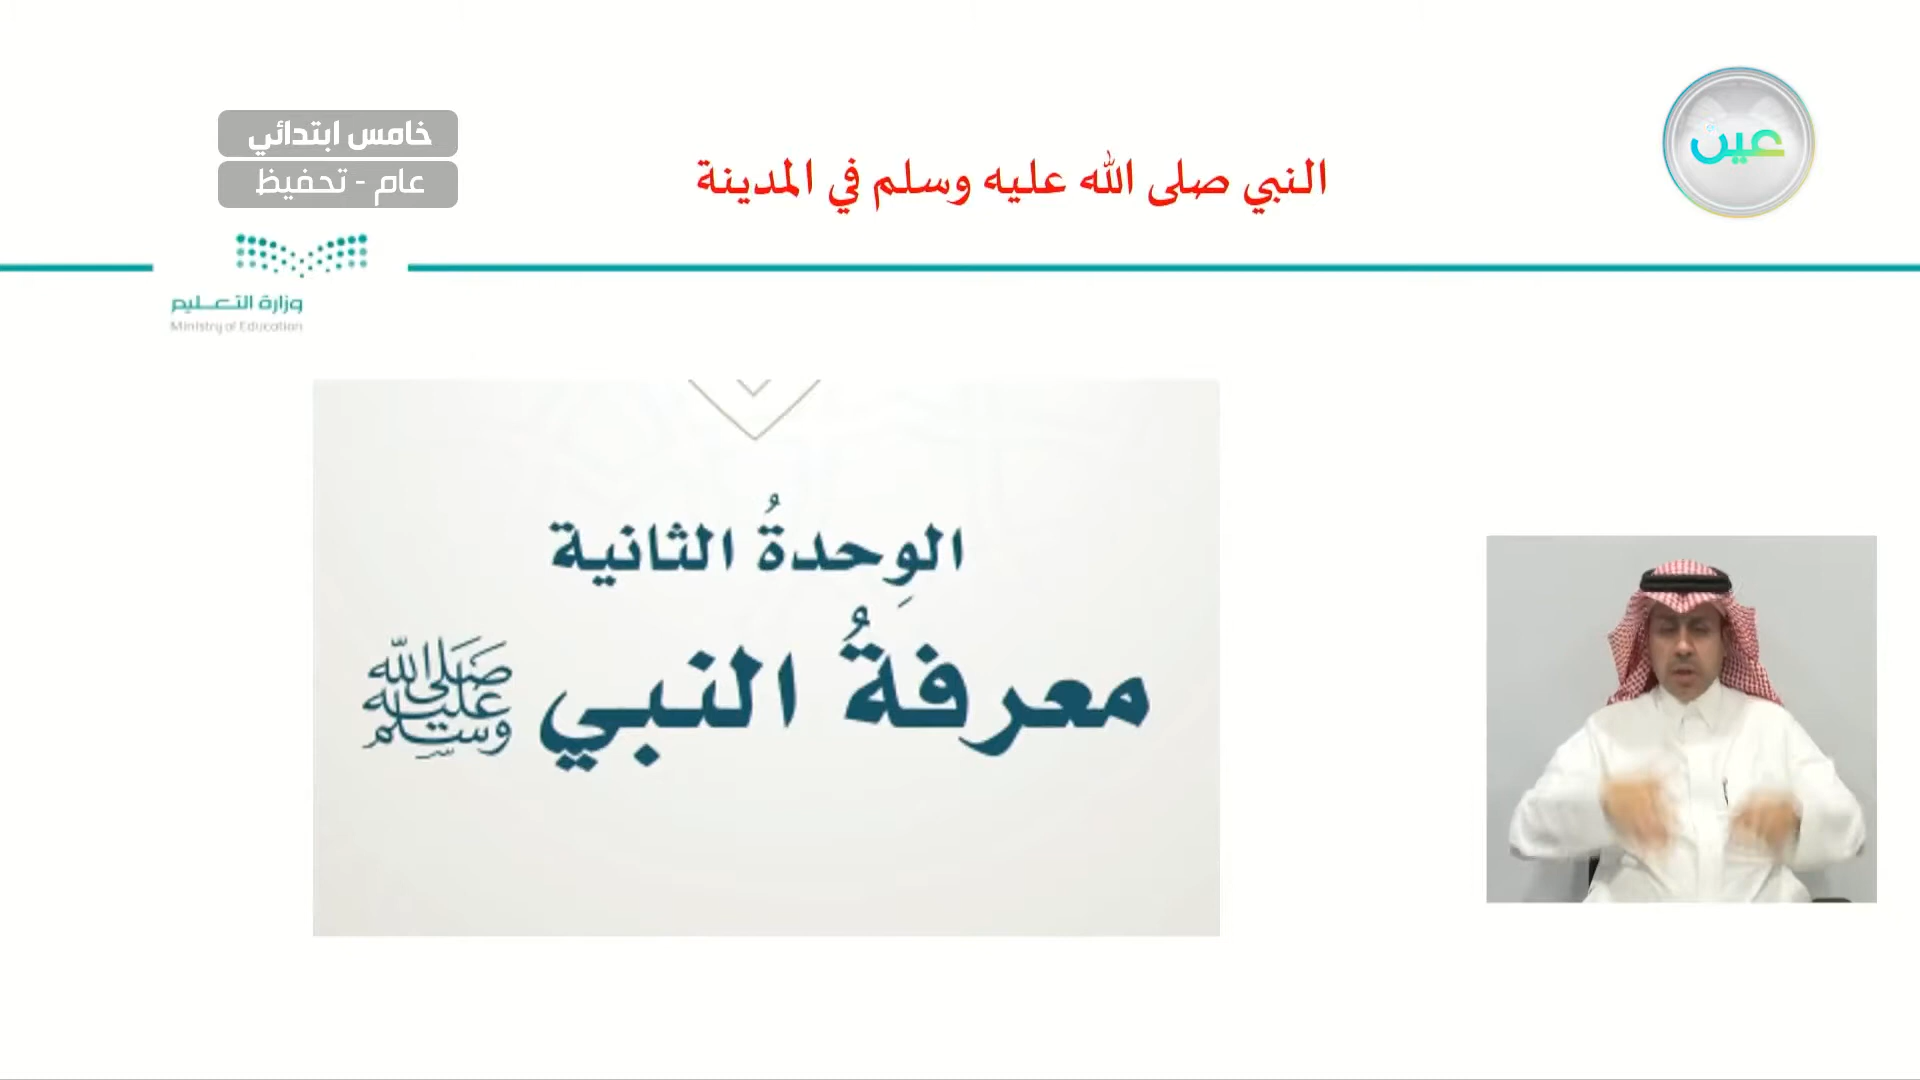 خامس ابتدائي
عام - تحفيظ
النبي صلى الله عليه وسلم في المدينة
عين
وزارة التعـــليم
Ministry of Education
الوِحدةُ الثانية
معرفةُ النبي صلى الله عليه وسلم